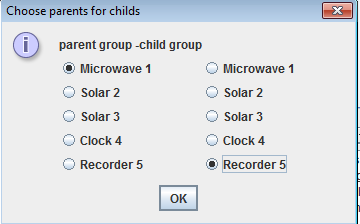 Choose parents for childs
parent group -child group
Microwave 1 Microwave 1
Solar 2 Solar 2
Solar 3 Solar 3
Clock 4 Clock 4
Recorder 5 Recorder 5
OK